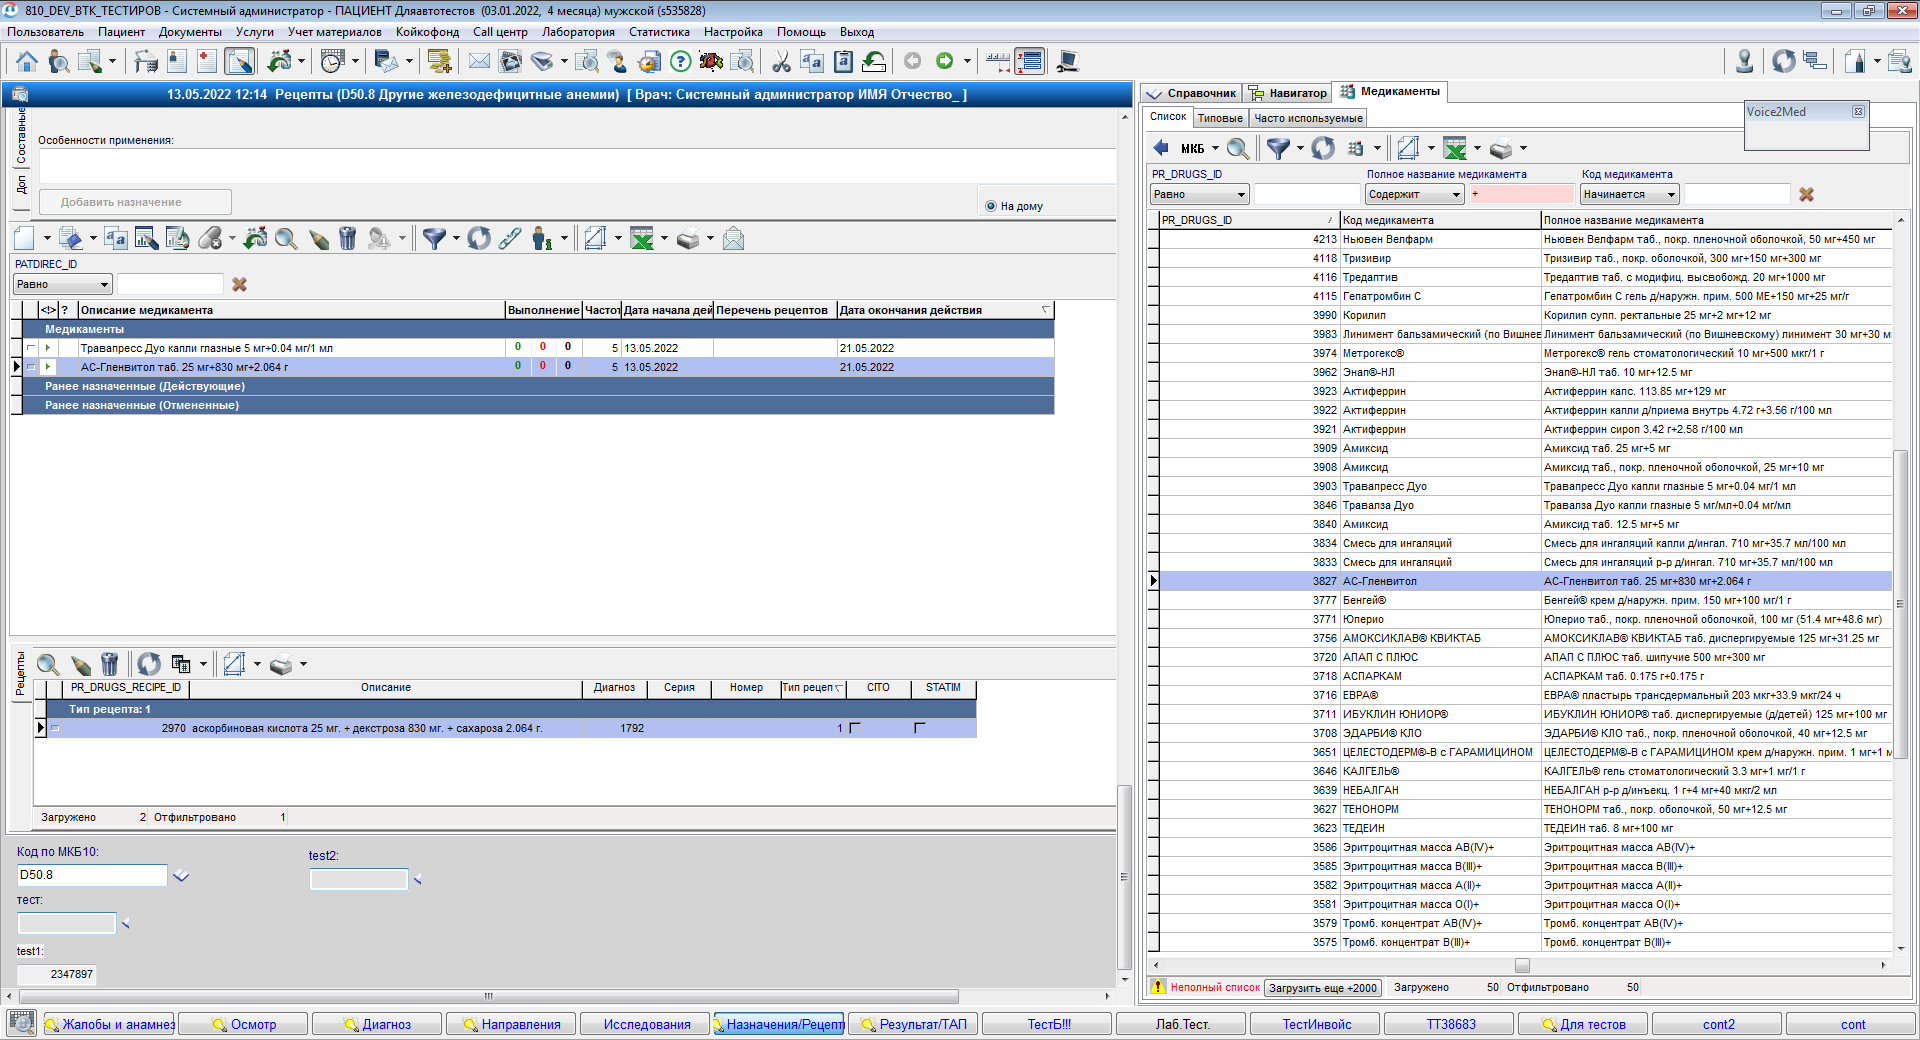 810_DEV_ВТК_ТЕСТИРОВ - Системный администратор - ПАЦИЕНТ Дляавтотестов (03.01.2022, 4 месяца) мужской (s535828)
Пользователь Пациент Документы Услуги Учет материалов Койкофонд Call центр Лаборатория Статистика Настройка Помощь Выход
13.05.2022 12:14 Рецепты (D50.8 Другие железодефицитные анемии) [ Врач: Системный администратор ИМЯ Отчество_ ]
Составные
Доп
Особенности применения:
Добавить назначение
На дому
PATDIREC_ID
Равно
<!> ? Описание медикамента Выполнение Частот Дата начала дей Перечень рецептов Дата окончания действия
Медикаменты
Травапресс Дуо капли глазные 5 мг+0.04 мг/1 мл 0 0 0 5 13.05.2022 21.05.2022
АС-Гленвитол таб. 25 мг+830 мг+2.064 г 0 0 0 5 13.05.2022 21.05.2022
Ранее назначенные (Действующие)
Ранее назначенные (Отмененные)
Рецепты
PR_DRUGS_RECIPE_ID Описание Диагноз Серия Номер Тип рецеп CITO STATIM
Тип рецепта: 1
2970 аскорбиновая кислота 25 мг. + декстроза 830 мг. + сахароза 2.064 г. 1792 1
Загружено 2 Отфильтровано 1
Код по МКБ10:
D50.8
test2:
тест:
test1:
2347897
Справочник Навигатор Медикаменты
Список Типовые Часто используемые
Voice2Med
МКБ
PR_DRUGS_ID Полное название медикамента Код медикамента
Равно Содержит + Начинается
PR_DRUGS_ID Код медикамента Полное название медикамента
4213 Ньювен Велфарм Ньювен Велфарм таб., покр. пленочной оболочкой, 50 мг+450 мг
4118 Тризивир Тризивир таб., покр. оболочкой, 300 мг+150 мг+300 мг
4116 Тредаптив Тредаптив таб. с модифиц. высвобожд. 20 мг+1000 мг
4115 Гепатромбин С Гепатромбин С гель д/наружн. прим. 500 МЕ+150 мг+25 мг/г
3990 Корилип Корилип супп. ректальные 25 мг+2 мг+12 мг
3983 Линимент бальзамический (по Вишнев Линимент бальзамический (по Вишневскому) линимент 30 мг+30 м
3974 Метрогекс® Метрогекс® гель стоматологический 10 мг+500 мкг/1 г
3962 Энап®-НЛ Энап®-НЛ таб. 10 мг+12.5 мг
3923 Актиферрин Актиферрин капс. 113.85 мг+129 мг
3922 Актиферрин Актиферрин капли д/приема внутрь 4.72 г+3.56 г/100 мл
3921 Актиферрин Актиферрин сироп 3.42 г+2.58 г/100 мл
3909 Амиксид Амиксид таб. 25 мг+5 мг
3908 Амиксид Амиксид таб., покр. пленочной оболочкой, 25 мг+10 мг
3903 Травапресс Дуо Травапресс Дуо капли глазные 5 мг+0.04 мг/1 мл
3846 Травалза Дуо Травалза Дуо капли глазные 5 мг/мл+0.04 мг/мл
3840 Амиксид Амиксид таб. 12.5 мг+5 мг
3834 Смесь для ингаляций Смесь для ингаляций капли д/ингал. 710 мг+35.7 мл/100 мл
3833 Смесь для ингаляций Смесь для ингаляций р-р д/ингал. 710 мг+35.7 мл/100 мл
3827 АС-Гленвитол АС-Гленвитол таб. 25 мг+830 мг+2.064 г
3777 Бенгей® Бенгей® крем д/наружн. прим. 150 мг+100 мг/1 г
3771 Юперио Юперио таб., покр. пленочной оболочкой, 100 мг (51.4 мг+48.6 мг)
3756 АМОКСИКЛАВ® КВИКТАБ АМОКСИКЛАВ® КВИКТАБ таб. диспергируемые 125 мг+31.25 мг
3720 АПАП С ПЛЮС АПАП С ПЛЮС таб. шипучие 500 мг+300 мг
3718 АСПАРКАМ АСПАРКАМ таб. 0.175 г+0.175 г
3716 ЕВРА® ЕВРА® пластырь трансдермальный 203 мкг+33.9 мкг/24 ч
3711 ИБУКЛИН ЮНИОР® ИБУКЛИН ЮНИОР® таб. диспергируемые (д/детей) 125 мг+100 мг
3708 ЭДАРБИ® КЛО ЭДАРБИ® КЛО таб., покр. пленочной оболочкой, 40 мг+12.5 мг
3651 ЦЕЛЕСТОДЕРМ®-В с ГАРАМИЦИНОМ ЦЕЛЕСТОДЕРМ®-В с ГАРАМИЦИНОМ крем д/наружн. прим. 1 мг+1 м
3646 КАЛГЕЛЬ® КАЛГЕЛЬ® гель стоматологический 3.3 мг+1 мг/1 г
3639 НЕБАЛГАН НЕБАЛГАН р-р д/инъекц. 1 г+4 мг+40 мкг/2 мл
3627 ТЕНОНОРМ ТЕНОНОРМ таб., покр. оболочкой, 50 мг+12.5 мг
3623 ТЕДЕИН ТЕДЕИН таб. 8 мг+100 мг
3586 Эритроцитная масса АВ(IV)+ Эритроцитная масса АВ(IV)+
3585 Эритроцитная масса В(III)+ Эритроцитная масса В(III)+
3582 Эритроцитная масса А(II)+ Эритроцитная масса А(II)+
3581 Эритроцитная масса О(I)+ Эритроцитная масса О(I)+
3579 Тромб. концентрат АВ(IV)+ Тромб. концентрат АВ(IV)+
3575 Тромб. концентрат В(III)+ Тромб. концентрат В(III)+
Неполный список Загрузить еще +2000 Загружено 50 Отфильтровано 50
Жалобы и анамнез Осмотр Диагноз Направления Исследования Назначения/Рецепт Результат/ТАП ТестБ!!! Лаб.Тест. ТестИнвойс ТТ38683 Для тестов cont2 cont